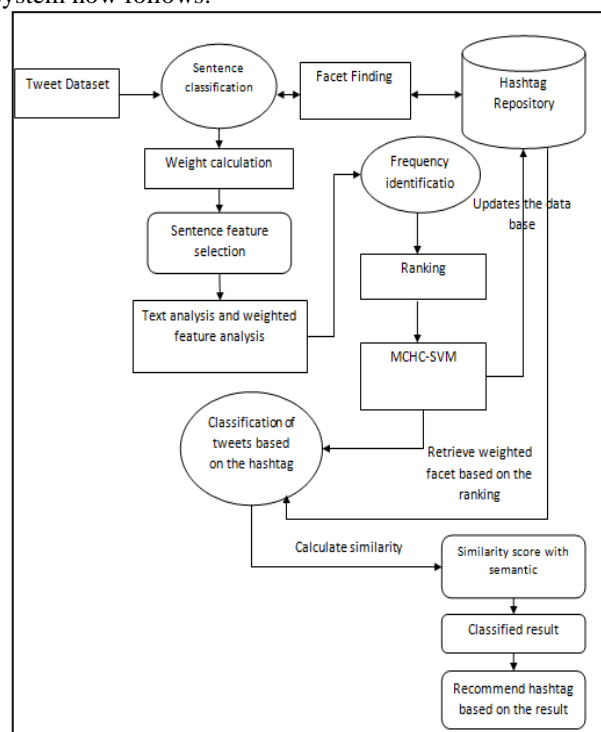 system flow follows:
Tweet Dataset
Sentence
classification
Facet Finding
Hashtag
Repository
Weight calculation
Frequency
identificatio
Updates the data
base
Sentence feature
selection
Ranking
Text analysis and weighted
feature analysis
MCHC-SVM
Classification of
tweets based
on the hashtag
Retrieve weighted
facet based on the
ranking
Calculate similarity
Similarity score with
semantic
Classified result
Recommend hashtag
based on the result